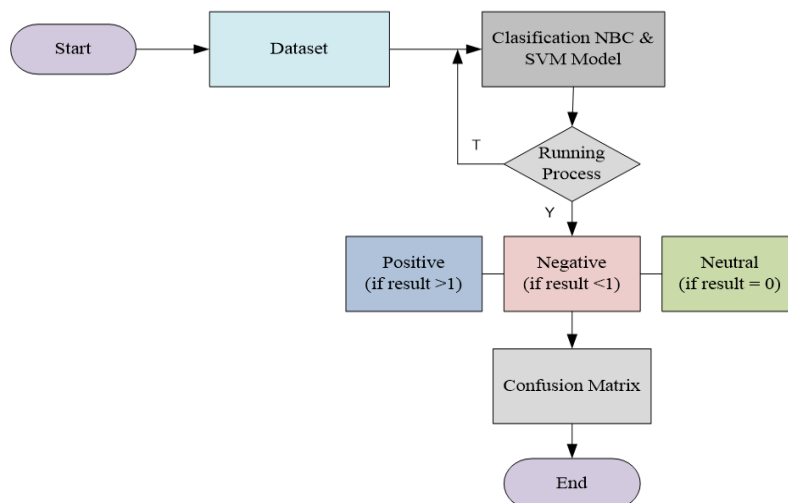 Start
Dataset
Clasification NBC &
SVM Model
T
Running
Process
Y
Positive
(if result >1)
Negative
(if result <1)
Neutral
(if result = 0)
Confusion Matrix
End